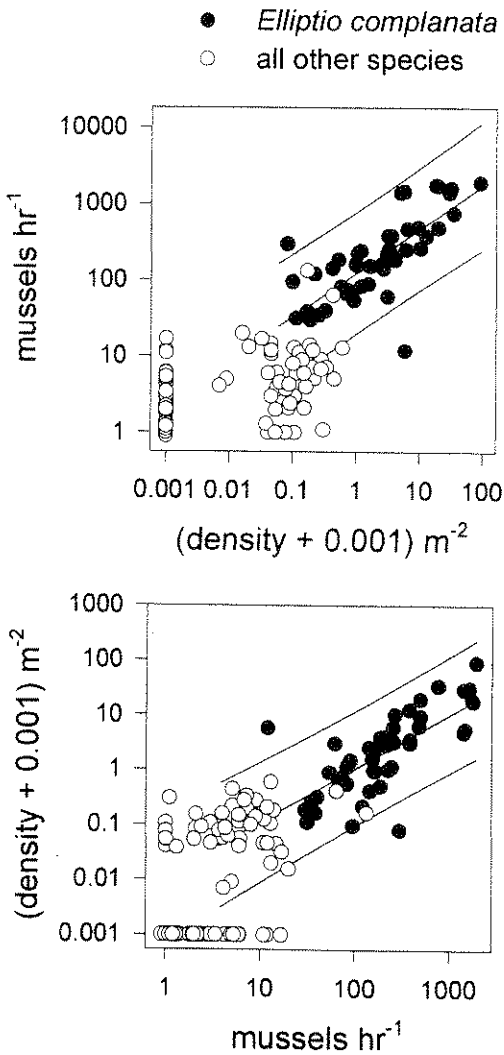 Elliptio complanata
all other species
10000
1000
100
10
1
mussels hr⁻¹
0.001 0.01 0.1 1 10 100
(density + 0.001) m⁻²
1000
100
10
1
0.1
0.01
0.001
(density + 0.001) m⁻²
1 10 100 1000
mussels hr⁻¹